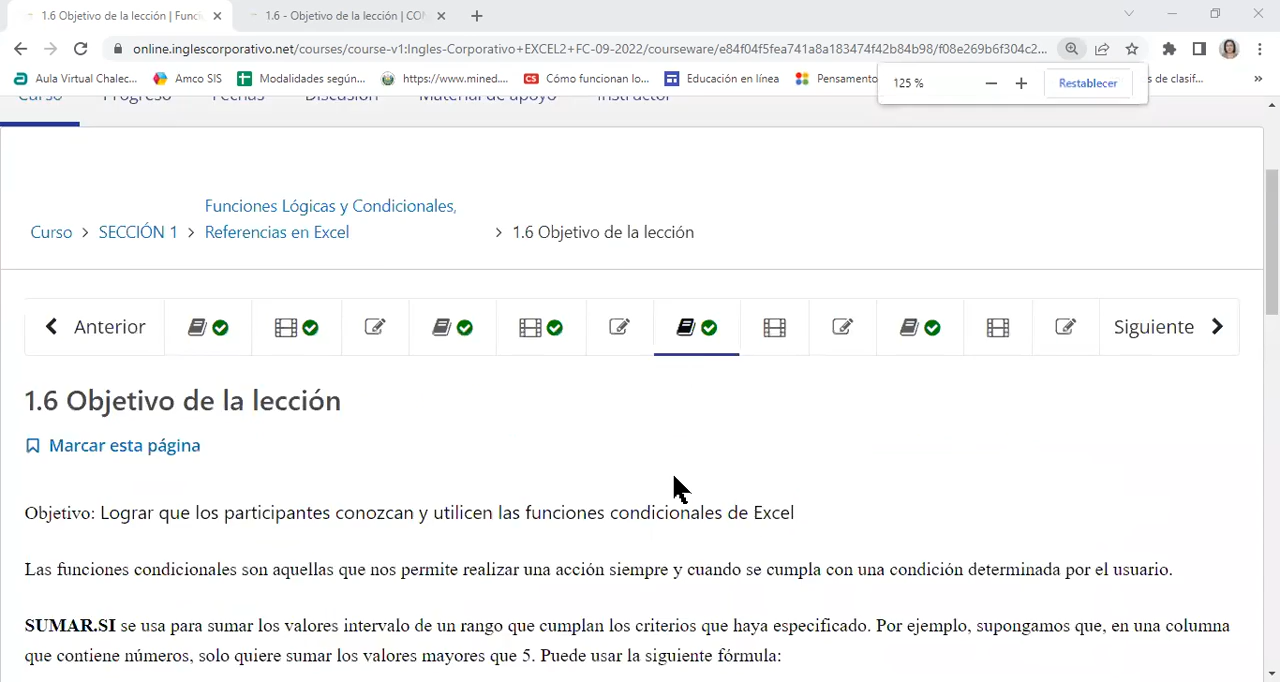 1.6 Objetivo de la lección | Func
1.6 - Objetivo de la lección | CO
online.inglescorporativo.net/courses/course-v1:Ingles-Corporativo+EXCEL2+FC-09-2022/courseware/e84f04f5fea741a8a183474f42b84b98/f08e269b6f304c2...
Aula Virtual Chalec... Amco SIS Modalidades según... https://www.mined... Cómo funcionan lo... Educación en línea Pensamento s de clasif... »
125 % Restablecer
Curso Progreso Fechas Discusión Material de apoyo Instructor
Funciones Lógicas y Condicionales,
Curso > SECCIÓN 1 > Referencias en Excel > 1.6 Objetivo de la lección
Anterior Siguiente
1.6 Objetivo de la lección
Marcar esta página
Objetivo: Lograr que los participantes conozcan y utilicen las funciones condicionales de Excel
Las funciones condicionales son aquellas que nos permite realizar una acción siempre y cuando se cumpla con una condición determinada por el usuario.
SUMAR.SI se usa para sumar los valores intervalo de un rango que cumplan los criterios que haya especificado. Por ejemplo, supongamos que, en una columna
que contiene números, solo quiere sumar los valores mayores que 5. Puede usar la siguiente fórmula: